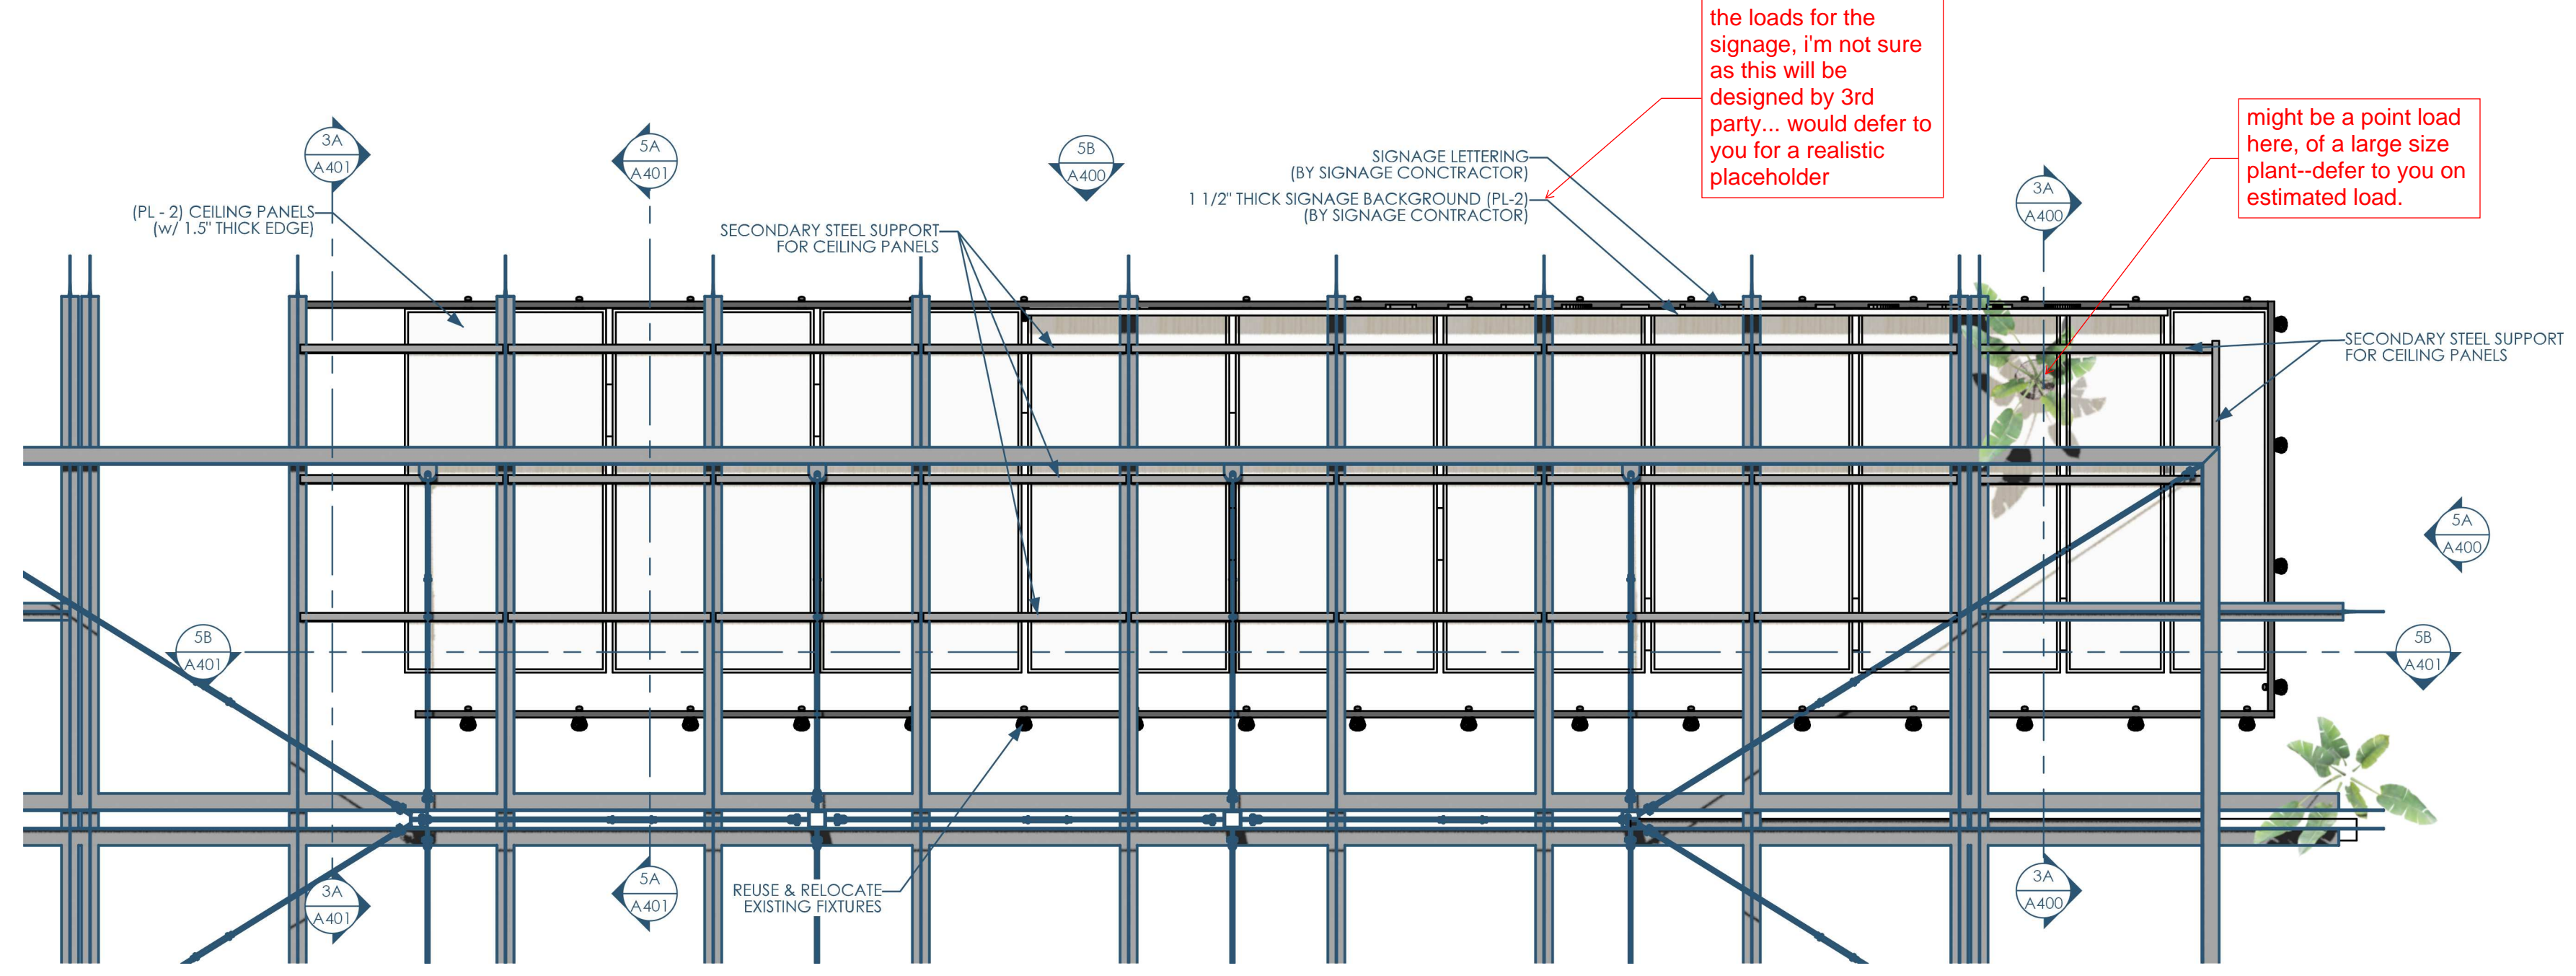 the loads for the
signage, i'm not sure
as this will be
designed by 3rd
party... would defer to
you for a realistic
placeholder
might be a point load
here, of a large size
plant--defer to you on
estimated load.
3A
A401
5A
A401
5B
A400
SIGNAGE LETTERING
(BY SIGNAGE CONCTRACTOR)
1 1/2" THICK SIGNAGE BACKGROUND (PL-2)
(BY SIGNAGE CONTRACTOR)
3A
A400
(PL - 2) CEILING PANELS
(w/ 1.5" THICK EDGE)
SECONDARY STEEL SUPPORT
FOR CEILING PANELS
SECONDARY STEEL SUPPORT
FOR CEILING PANELS
5A
A400
5B
A401
5B
A401
3A
A401
5A
A401
REUSE & RELOCATE
EXISTING FIXTURES
3A
A400